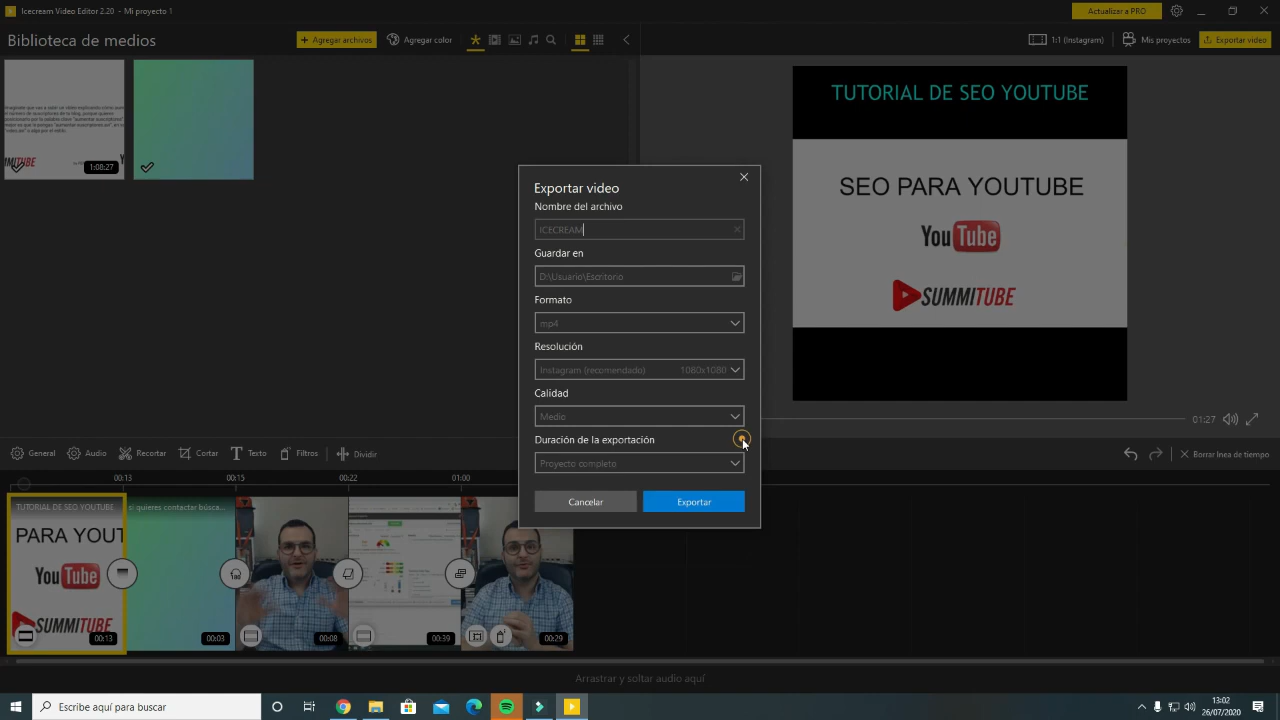 Icecream Video Editor 2.20 - Mi proyecto 1
Actualizar a PRO
Biblioteca de medios
+ Agregar archivos
Agregar color
1:1 (Instagram)
Mis proyectos
Exportar video
SUMMITUBE
1:08:27
TUTORIAL DE SEO YOUTUBE
SEO PARA YOUTUBE
YouTube
SUMMITUBE
01:27
Exportar video
Nombre del archivo
ICECREAM
Guardar en
D:\Usuario\Escritorio
Formato
mp4
Resolución
Instagram (recomendado) 1080x1080
Calidad
Medio
Duración de la exportación
Proyecto completo
Cancelar
Exportar
General
Audio
Recortar
Cortar
Texto
Filtros
Dividir
Borrar línea de tiempo
00:13
00:15
00:22
01:00
TUTORIAL DE SEO YOUTUBE
si quieres contactar búsca...
PARA YOUT
YouTube
SUMMITUBE
00:13
00:03
00:08
00:39
00:29
Arrastrar y soltar audio aquí
Escribe aquí para buscar
13:02
26/07/2020